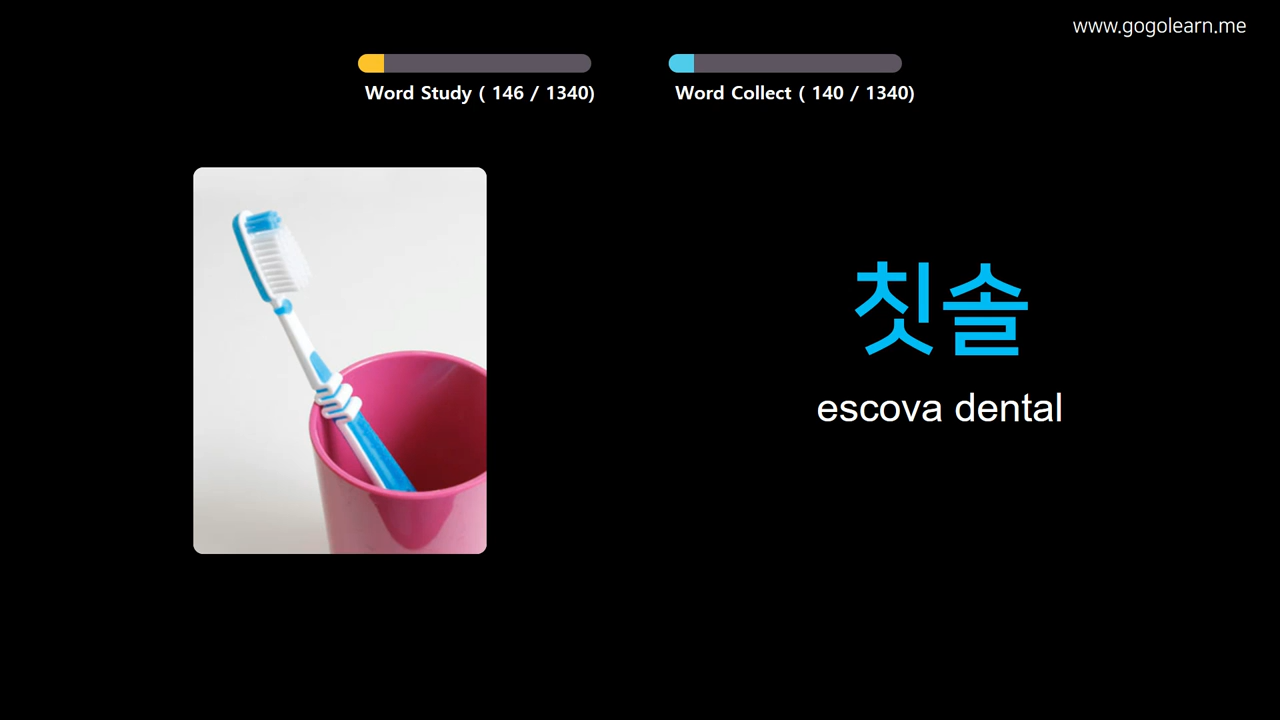 www.gogolearn.me
Word Study ( 146 / 1340)
Word Collect ( 140 / 1340)
칫솔
escova dental